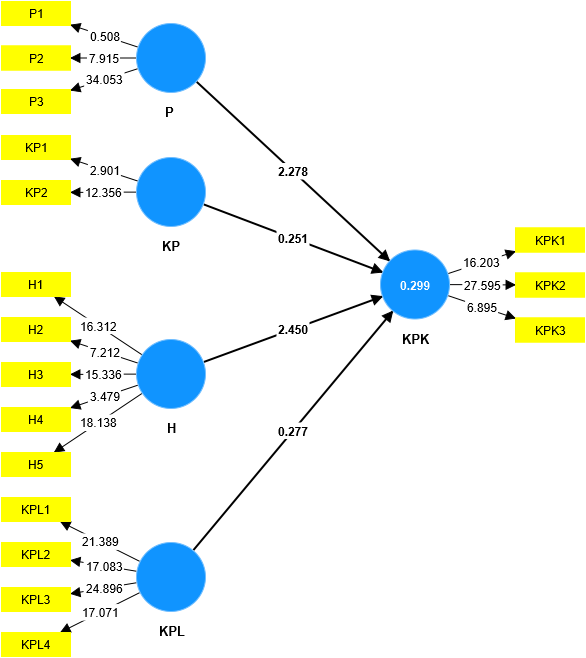 P1
P2
P3
0.508
7.915
34.053
P
KP1
KP2
2.901
12.356
KP
H1
H2
H3
H4
H5
16.312
7.212
15.336
3.479
18.138
H
KPL1
KPL2
KPL3
KPL4
21.389
17.083
24.896
17.071
KPL
2.278
0.251
2.450
0.277
0.299
KPK
16.203
27.595
6.895
KPK1
KPK2
KPK3